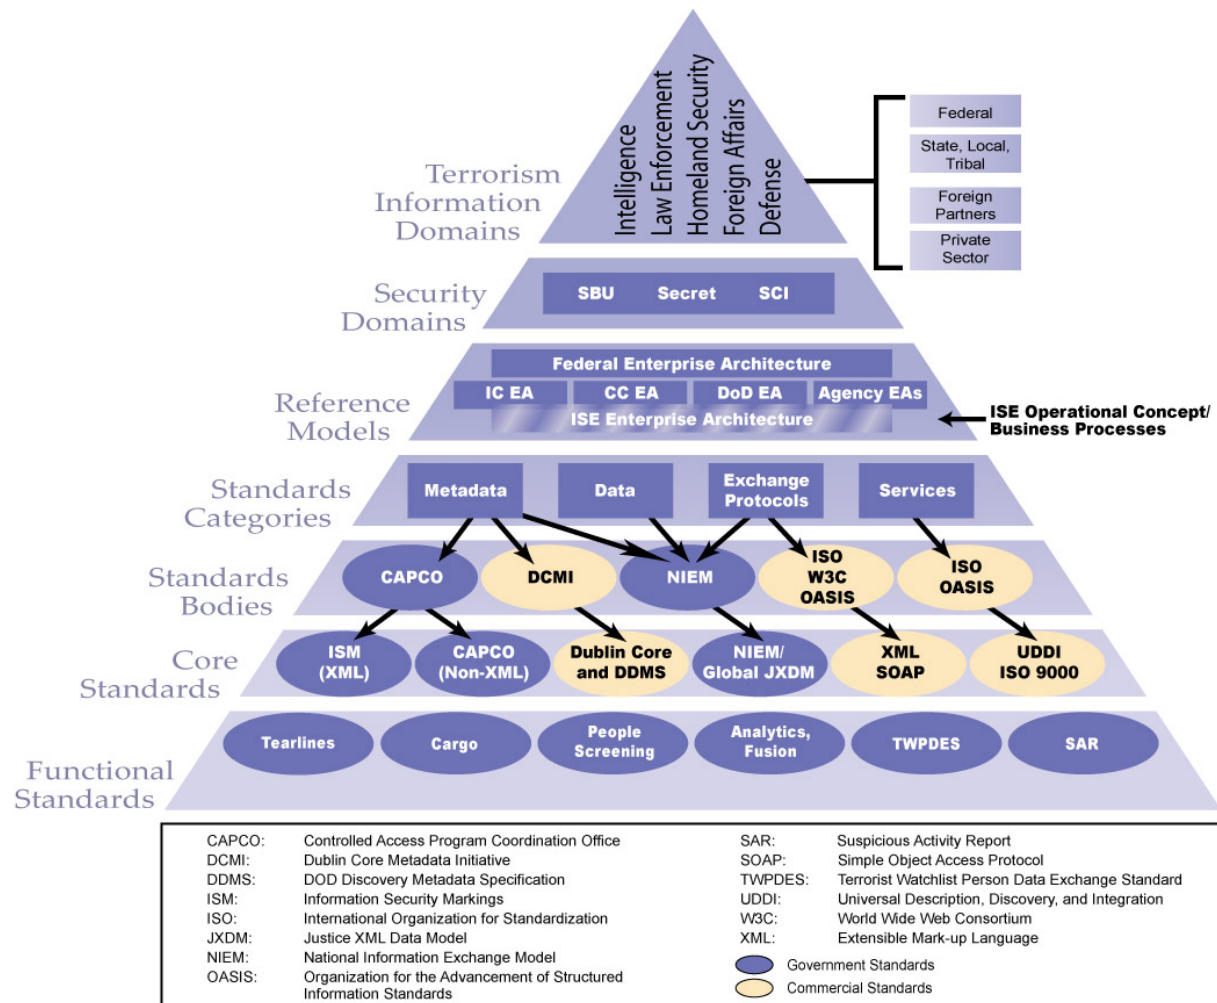 Intelligence
Law Enforcement
Homeland Security
Foreign Affairs
Defense
Terrorism
Information
Domains
Federal
State, Local,
Tribal
Foreign
Partners
Private
Sector
Security
Domains
SBU Secret SCI
Reference
Models
Federal Enterprise Architecture
IC EA CC EA DoD EA Agency EAs
ISE Enterprise Architecture
ISE Operational Concept/
Business Processes
Standards
Categories
Metadata
Data
Exchange
Protocols
Services
Standards
Bodies
CAPCO
DCMI
NIEM
ISO
W3C
OASIS
ISO
OASIS
Core
Standards
ISM
(XML)
CAPCO
(Non-XML)
Dublin Core
and DDMS
NIEM/
Global JXDM
XML
SOAP
UDDI
ISO 9000
Functional
Standards
Tearlines
Cargo
People
Screening
Analytics,
Fusion
TWPDES
SAR
CAPCO: Controlled Access Program Coordination Office
DCMI: Dublin Core Metadata Initiative
DDMS: DOD Discovery Metadata Specification
ISM: Information Security Markings
ISO: International Organization for Standardization
JXDM: Justice XML Data Model
NIEM: National Information Exchange Model
OASIS: Organization for the Advancement of Structured
Information Standards
SAR: Suspicious Activity Report
SOAP: Simple Object Access Protocol
TWPDES: Terrorist Watchlist Person Data Exchange Standard
UDDI: Universal Description, Discovery, and Integration
W3C: World Wide Web Consortium
XML: Extensible Mark-up Language
Government Standards
Commercial Standards